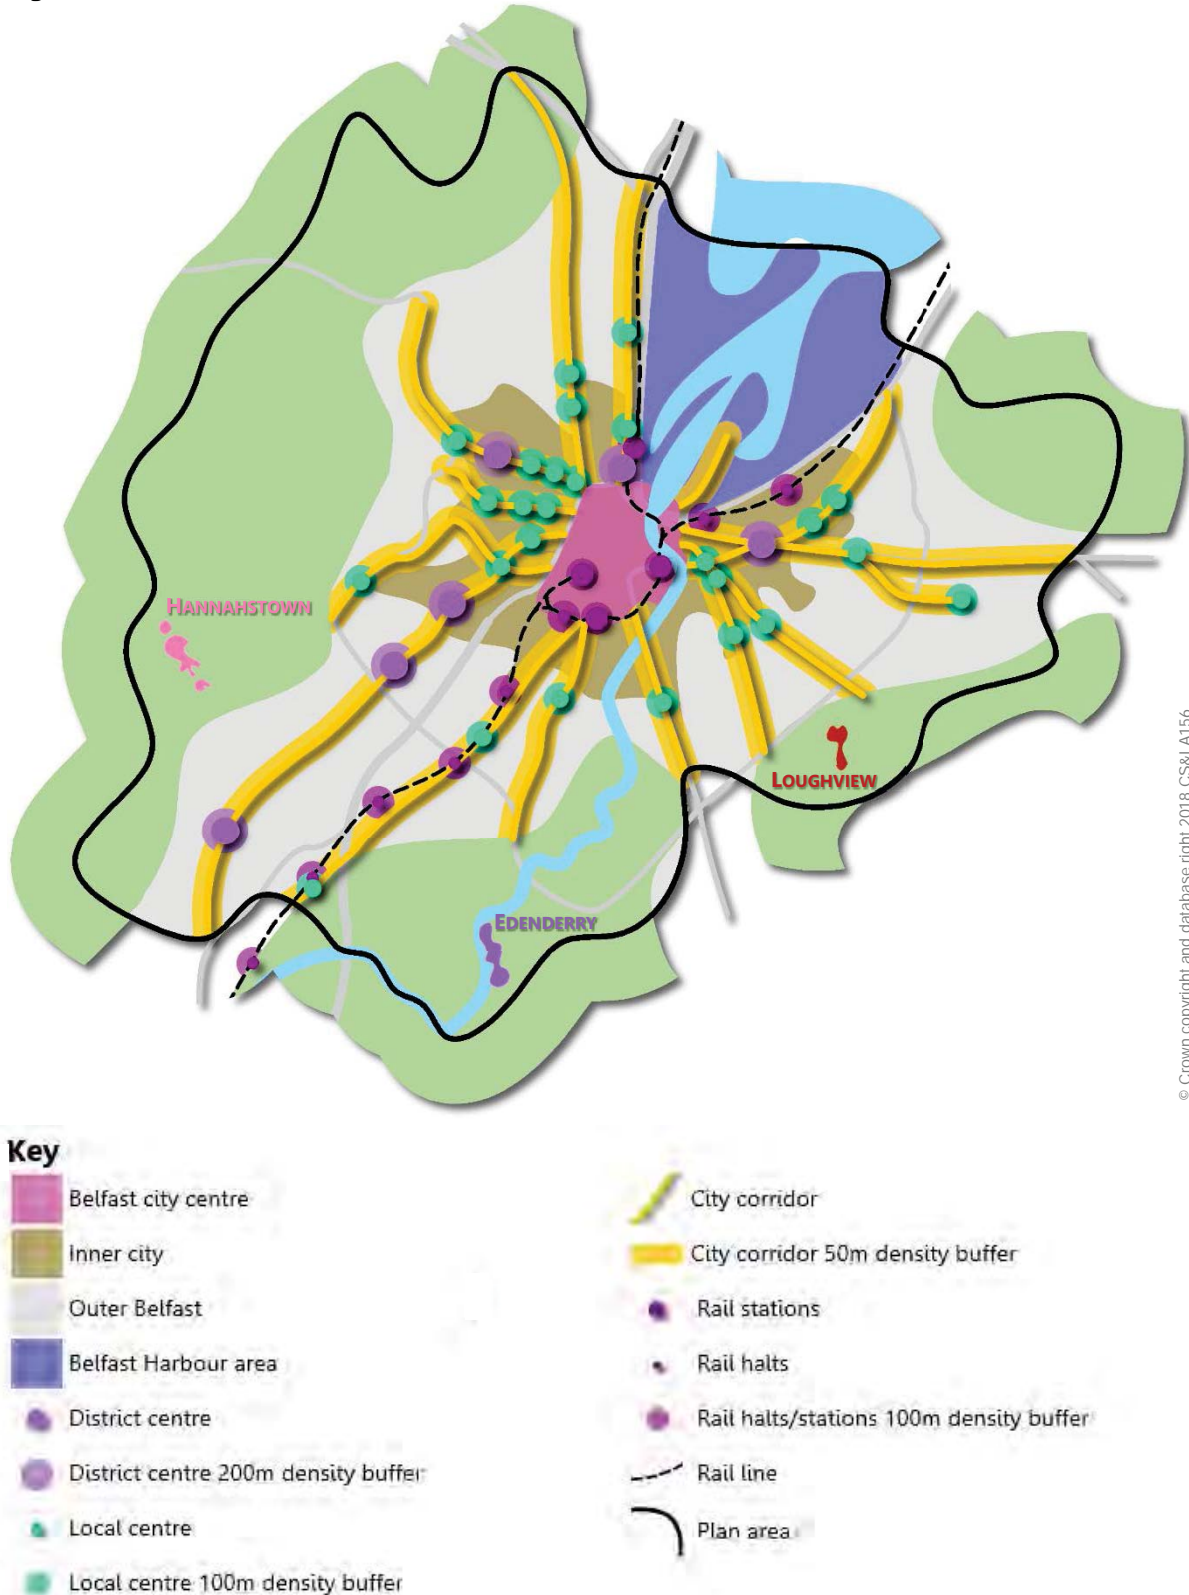 HANNAHSTOWN
LOUGHVIEW
EDENDERRY
© Crown copyright and database right 2018 CS&LA156
Key
Belfast city centre
Inner city
Outer Belfast
Belfast Harbour area
District centre
District centre 200m density buffer
Local centre
Local centre 100m density buffer
City corridor
City corridor 50m density buffer
Rail stations
Rail halts
Rail halts/stations 100m density buffer
Rail line
Plan area